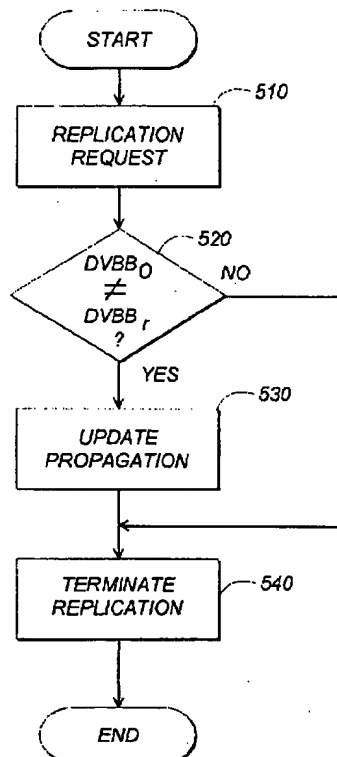 START
510
REPLICATION
REQUEST
520
DVBB₀
≠
DVBBᵣ
?
NO
YES
530
UPDATE
PROPAGATION
TERMINATE
REPLICATION
540
END